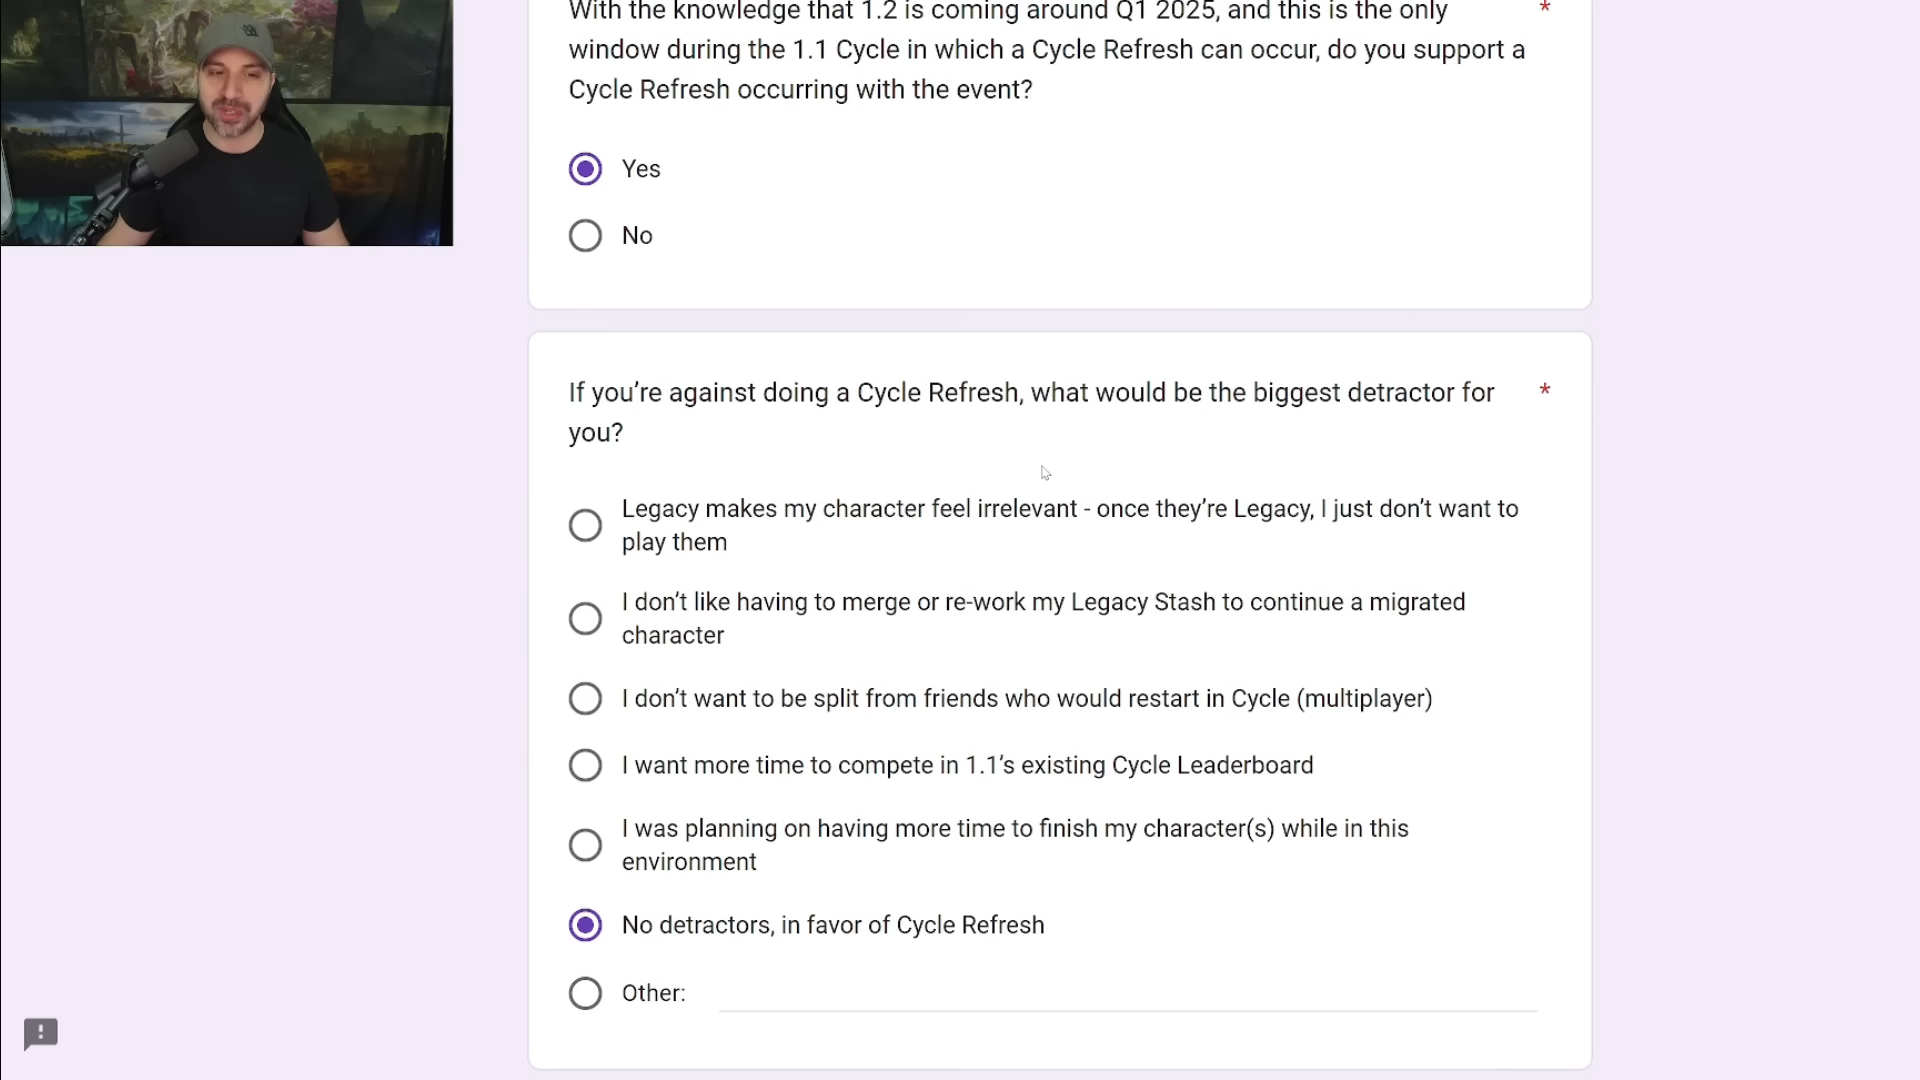 With the knowledge that 1.2 is coming around Q1 2025, and this is the only *
window during the 1.1 Cycle in which a Cycle Refresh can occur, do you support a
Cycle Refresh occurring with the event?
Yes
No
If you’re against doing a Cycle Refresh, what would be the biggest detractor for *
you?
Legacy makes my character feel irrelevant - once they’re Legacy, I just don’t want to
play them
I don’t like having to merge or re-work my Legacy Stash to continue a migrated
character
I don’t want to be split from friends who would restart in Cycle (multiplayer)
I want more time to compete in 1.1’s existing Cycle Leaderboard
I was planning on having more time to finish my character(s) while in this
environment
No detractors, in favor of Cycle Refresh
Other: